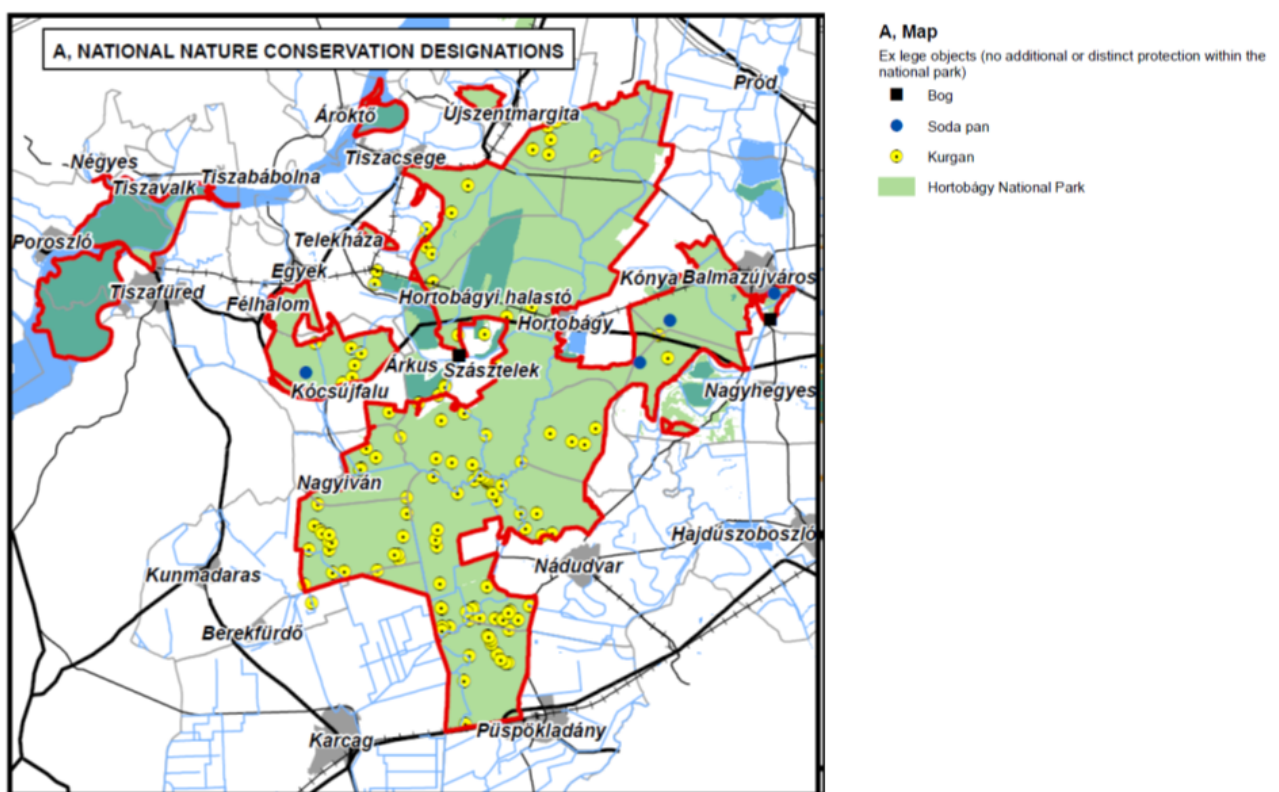 A, NATIONAL NATURE CONSERVATION DESIGNATIONS
Pród
Ároktő
Újszentmargita
Tiszacsege
Négyes
Tiszavalk
Tiszabábolna
Poroszló
Telekháza
Egyek
Tiszafüred
Félhalom
Hortobágyi halastó
Kónya
Balmazújváros
Hortobágy
Árkus
Szásztelek
Kócsújfalu
Nagyhegyes
Nagyiván
Hajdúszoboszló
Kunmadaras
Nádudvar
Berekfürdő
Karcag
Püspökladány
A, Map
Ex lege objects (no additional or distinct protection within the
national park)
Bog
Soda pan
Kurgan
Hortobágy National Park